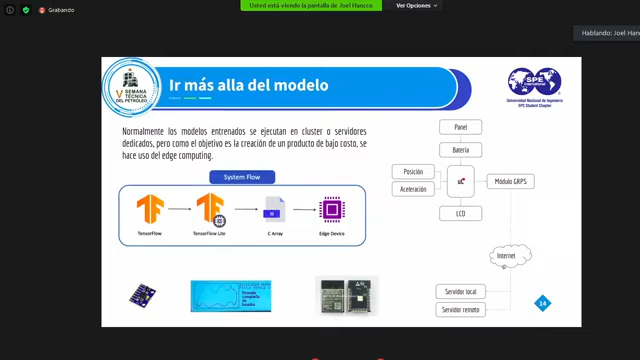 Usted está viendo la pantalla de Joel Hancco
Ver Opciones
Grabando
Hablando: Joel Han
V SEMANA
TÉCNICA
DEL PETROLEO
Ir más alla del modelo
SPE
International
Universidad Nacional de Ingeniería
SPE Student Chapter
Normalmente los modelos entrenados se ejecutan en cluster o servidores
dedicados, pero como el objetivo es la creación de un producto de bajo costo, se
hace uso del edge computing.
System Flow
TensorFlow
TensorFlow Lite
H
C Array
Edge Device
Panel
Batería
Posición
Aceleración
uC
Módulo GRPS
LCD
Internet
Servidor local
Servidor remoto
14